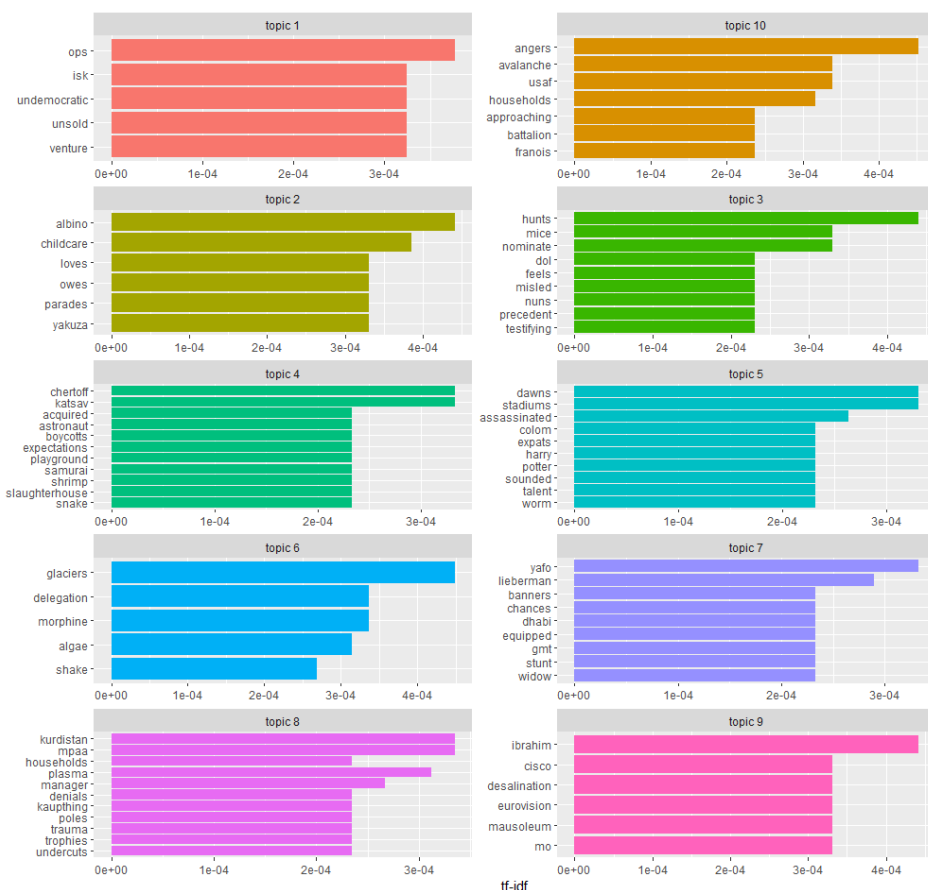 topic 1
ops
isk
undemocratic
unsold
venture
0e+00 1e-04 2e-04 3e-04
topic 10
angers
avalanche
usaf
households
approaching
battalion
franois
0e+00 1e-04 2e-04 3e-04 4e-04
topic 2
albino
childcare
loves
owes
parades
yakuza
0e+00 1e-04 2e-04 3e-04 4e-04
topic 3
hunts
mice
nominate
dol
feels
misled
nuns
precedent
testifying
0e+00 1e-04 2e-04 3e-04 4e-04
topic 4
chertoff
katsav
acquired
astronaut
boycotts
expectations
playground
samurai
shrimp
slaughterhouse
snake
0e+00 1e-04 2e-04 3e-04
topic 5
dawns
stadiums
assassinated
colom
expats
harry
potter
sounded
talent
worm
0e+00 1e-04 2e-04 3e-04
topic 6
glaciers
delegation
morphine
algae
shake
0e+00 1e-04 2e-04 3e-04 4e-04
topic 7
yafo
lieberman
banners
chances
dhabi
equipped
gmt
stunt
widow
0e+00 1e-04 2e-04 3e-04
topic 8
kurdistan
mpaa
households
plasma
manager
denials
kaupthing
poles
trauma
trophies
undercuts
0e+00 1e-04 2e-04 3e-04
topic 9
ibrahim
cisco
desalination
eurovision
mausoleum
mo
0e+00 1e-04 2e-04 3e-04 4e-04
tf-idf